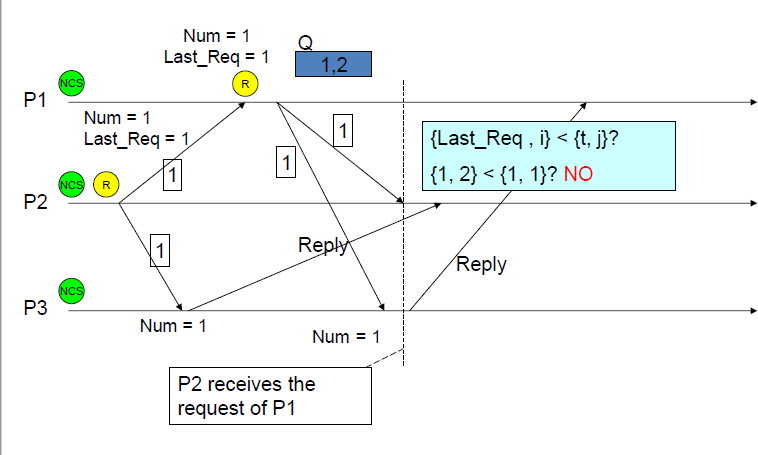 Num = 1
Last_Req = 1
Q
1,2
NCS
R
P1
Num = 1
Last_Req = 1
1
1
1
{Last_Req , i} < {t, j}?
{1, 2} < {1, 1}? NO
NCS
R
P2
1
Reply
Reply
NCS
P3
Num = 1
Num = 1
P2 receives the
request of P1